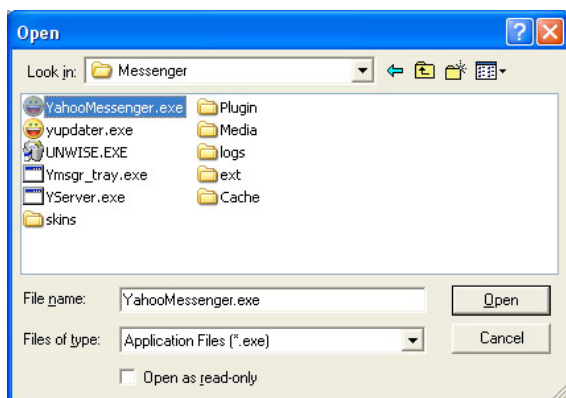 Open
Look in: Messenger
YahooMessenger.exe Plugin
yupdater.exe Media
UNWISE.EXE logs
Ymsgr_tray.exe ext
YServer.exe Cache
skins
File name: YahooMessenger.exe Open
Files of type: Application Files (*.exe) Cancel
Open as read-only